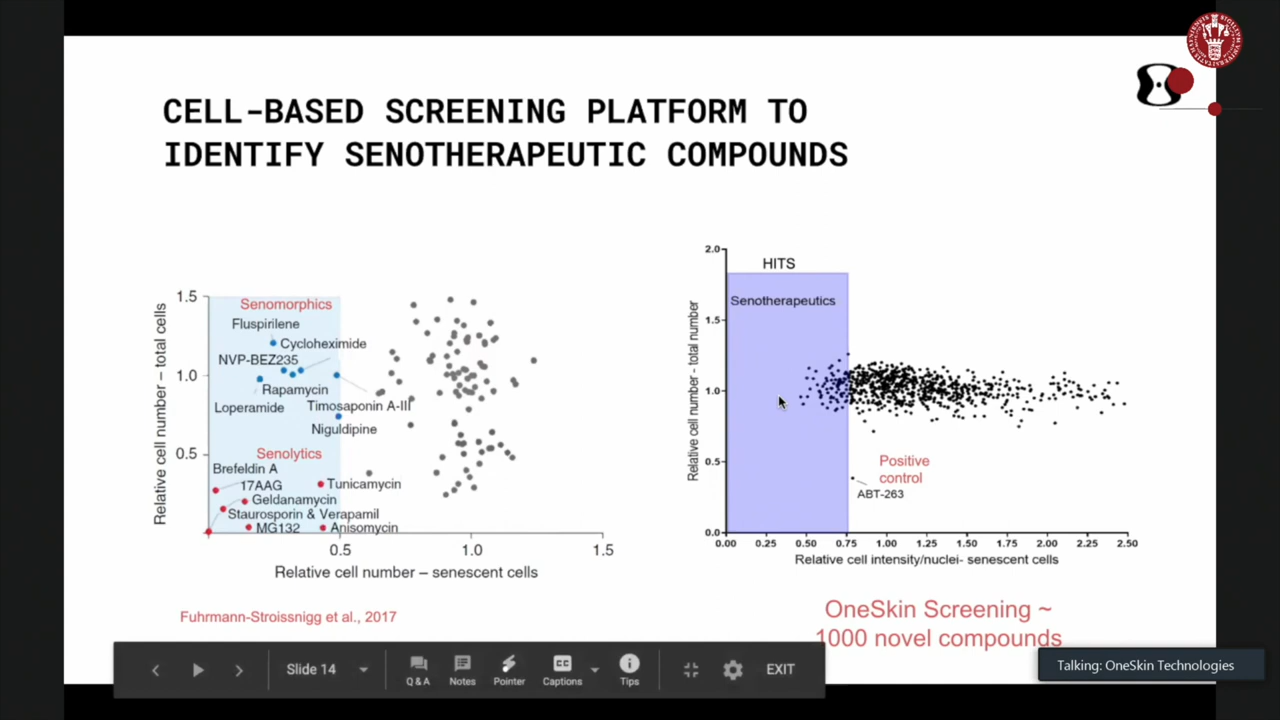 CELL-BASED SCREENING PLATFORM TO
IDENTIFY SENOTHERAPEUTIC COMPOUNDS
Relative cell number – total cells
1.5
1.0
0.5
Senomorphics
Fluspirilene
Cycloheximide
NVP-BEZ235
Rapamycin
Loperamide
Timosaponin A-III
Niguldipine
Senolytics
Brefeldin A
17AAG
Tunicamycin
Geldanamycin
Staurosporin & Verapamil
MG132
Anisomycin
0.5
1.0
1.5
Relative cell number – senescent cells
Fuhrmann-Stroissnigg et al., 2017
Relative cell number - total number
2.0
1.5
1.0
0.5
0.0
HITS
Senotherapeutics
Positive
control
ABT-263
0.00 0.25 0.50 0.75 1.00 1.25 1.50 1.75 2.00 2.25 2.50
Relative cell intensity/nuclei- senescent cells
OneSkin Screening ~
1000 novel compounds
Slide 14
Q & A
Notes
Pointer
CC
Captions
Tips
EXIT
Talking: OneSkin Technologies